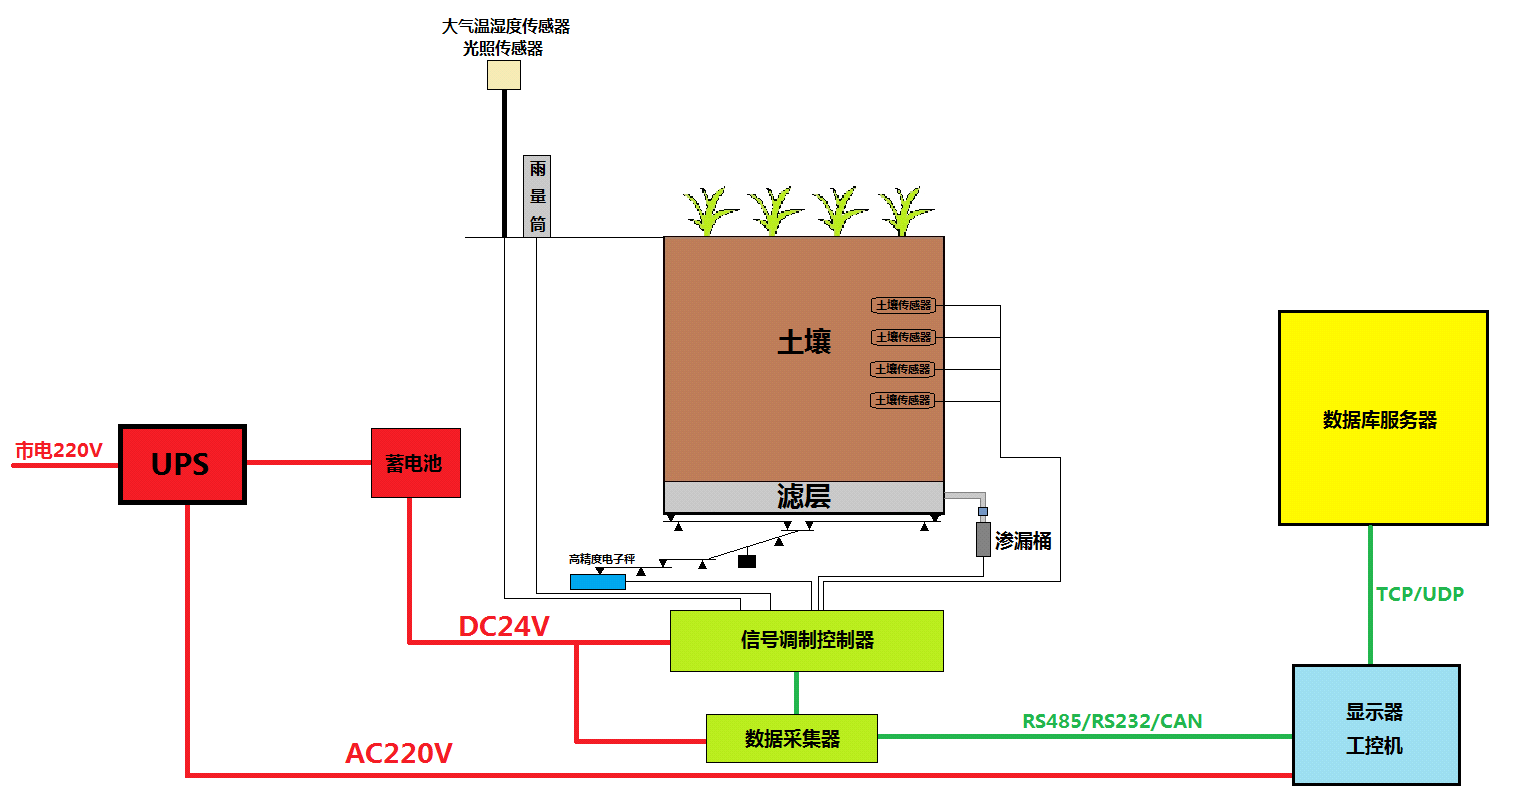 大气温湿度传感器
光照传感器
雨
量
筒
土壤传感器
土壤传感器
土壤
土壤传感器
土壤传感器
数据库服务器
市电220V
UPS
蓄电池
滤层
渗漏桶
高精度电子秤
TCP/UDP
DC24V
信号调制控制器
显示器
工控机
RS485/RS232/CAN
数据采集器
AC220V